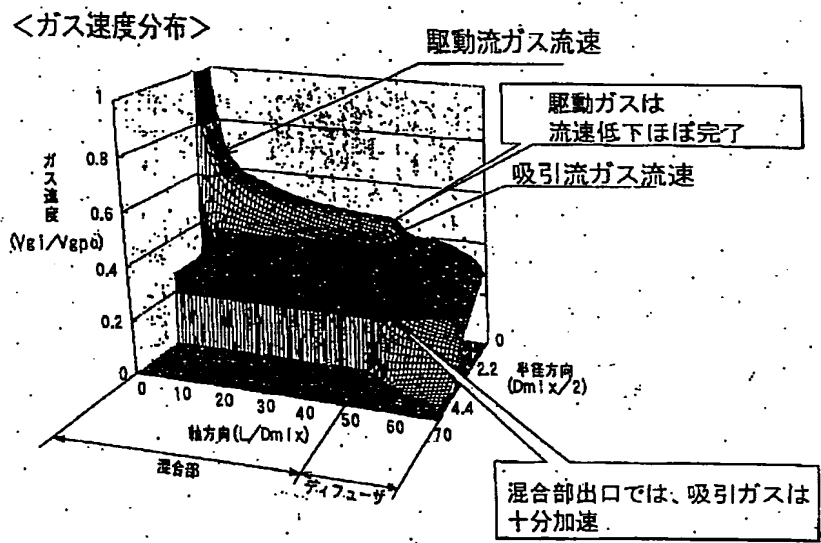 <ガス速度分布>
駆動流ガス流速
駆動ガスは
流速低下ほぼ完了
吸引流ガス流速
ガス速度
(Vgi/Vgpo)
1
0.8
0.6
0.4
0.2
0
0
10
20
30
40
50
60
70
軸方向(L/Dmix)
0
2.2
4.4
半径方向
(Dmix/2)
混合部
ディフューザ
混合部出口では、吸引ガスは
十分加速